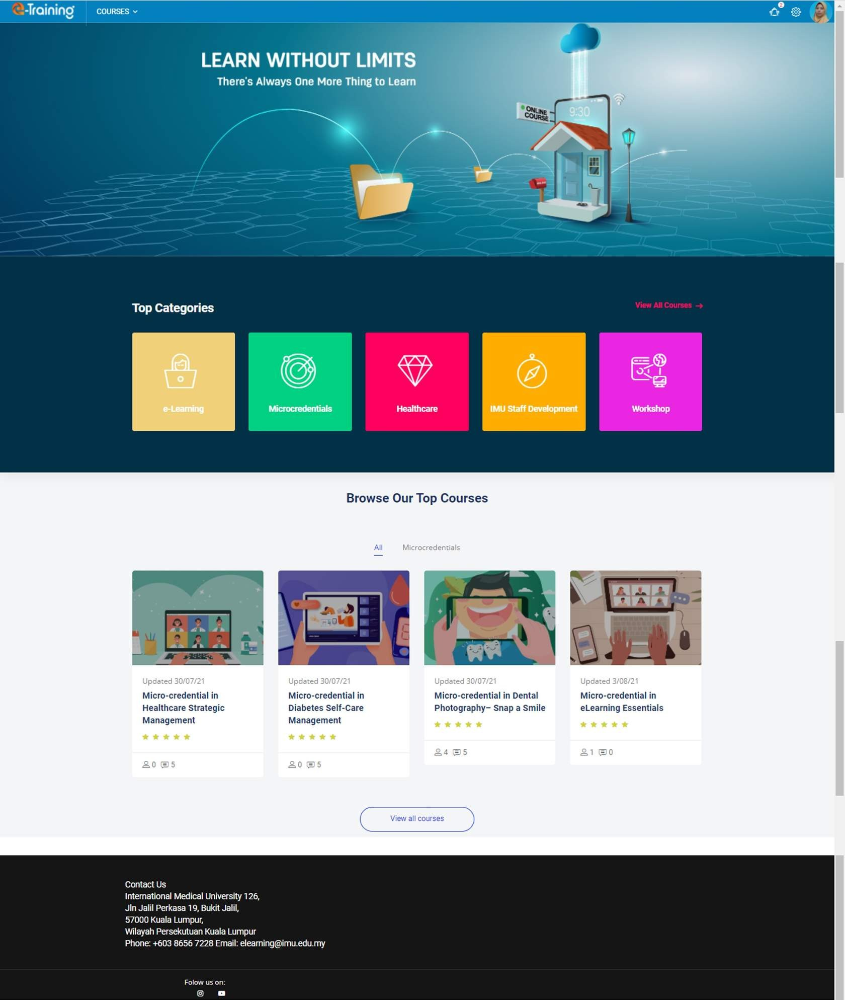 e-Training
COURSES
2
LEARN WITHOUT LIMITS
There's Always One More Thing to Learn
9:30
ONLINE
COURSE
Top Categories
View All Courses →
e-Learning
Microcredentials
Healthcare
IMU Staff Development
Workshop
Browse Our Top Courses
All
Microcredentials
Updated 30/07/21
Micro-credential in
Healthcare Strategic
Management
0 5
Updated 30/07/21
Micro-credential in
Diabetes Self-Care
Management
0 5
Updated 30/07/21
Micro-credential in Dental
Photography– Snap a Smile
4 5
Updated 3/08/21
Micro-credential in
eLearning Essentials
1 0
View all courses
Contact Us
International Medical University 126,
Jln Jalil Perkasa 19, Bukit Jalil,
57000 Kuala Lumpur,
Wilayah Persekutuan Kuala Lumpur
Phone: +603 8656 7228 Email: elearning@imu.edu.my
Folow us on: